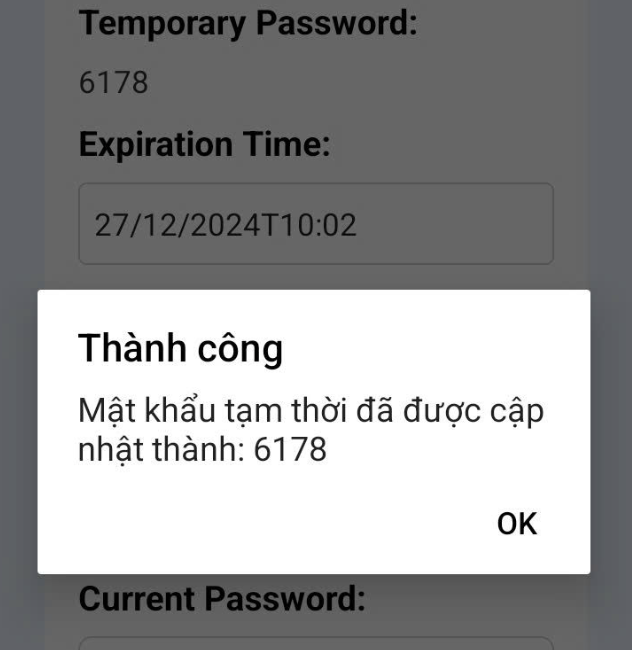 Temporary Password:
6178
Expiration Time:
27/12/2024T10:02
Thành công
Mật khẩu tạm thời đã được cập
nhật thành: 6178
OK
Current Password: